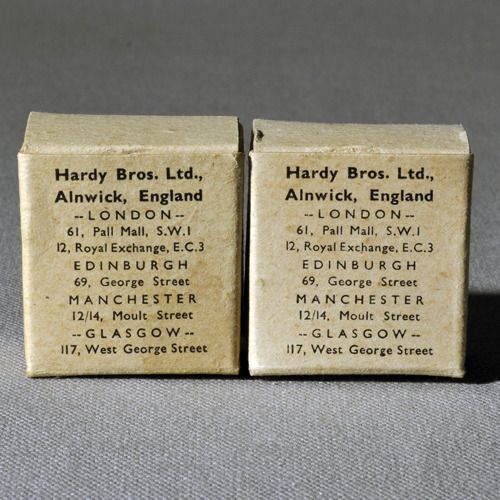 Hardy Bros. Ltd.,
Alnwick, England
--LONDON--
61, Pall Mall, S.W.1
12, Royal Exchange, E.C.3
EDINBURGH
69, George Street
MANCHESTER
12/14, Moult Street
--GLASGOW--
117, West George Street
Hardy Bros. Ltd.,
Alnwick, England
--LONDON--
61, Pall Mall, S.W.1
12, Royal Exchange, E.C.3
EDINBURGH
69, George Street
MANCHESTER
12/14, Moult Street
--GLASGOW--
117, West George Street